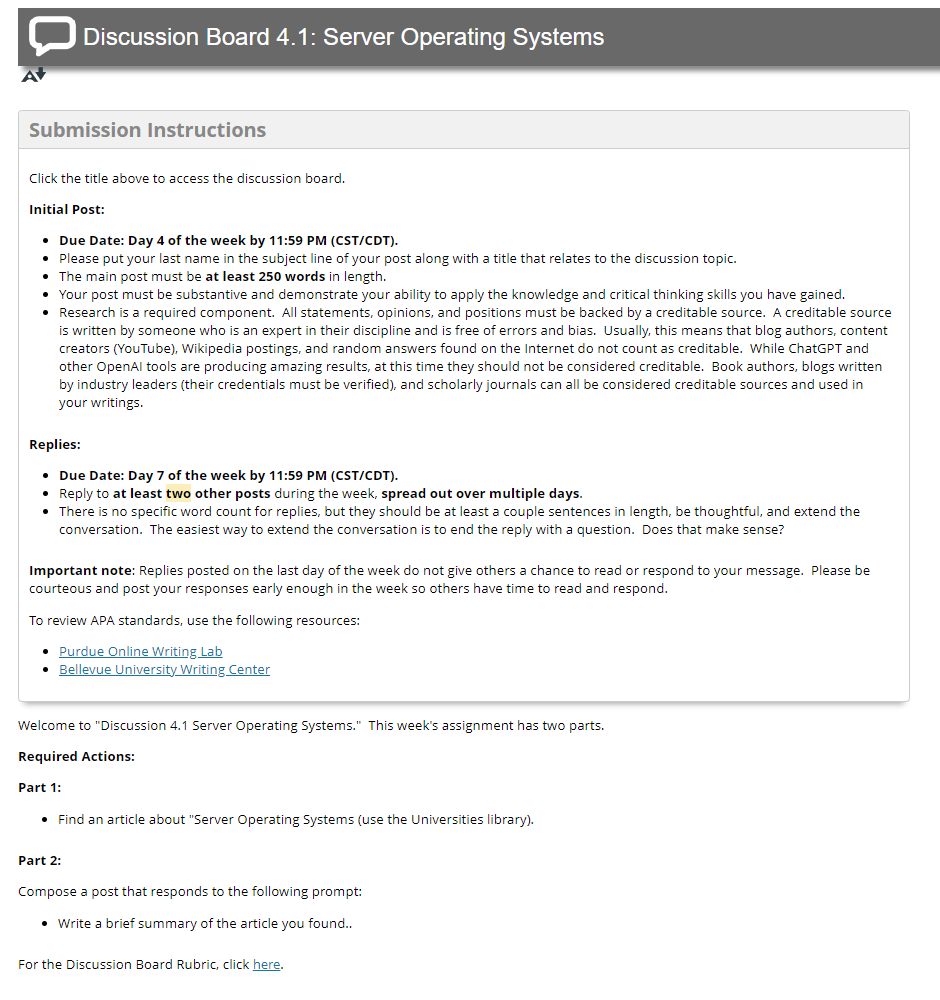 Discussion Board 4.1: Server Operating Systems
A
Submission Instructions
Click the title above to access the discussion board.
Initial Post:
• Due Date: Day 4 of the week by 11:59 PM (CST/CDT).
• Please put your last name in the subject line of your post along with a title that relates to the discussion topic.
• The main post must be at least 250 words in length.
• Your post must be substantive and demonstrate your ability to apply the knowledge and critical thinking skills you have gained.
• Research is a required component.  All statements, opinions, and positions must be backed by a creditable source.  A creditable source
is written by someone who is an expert in their discipline and is free of errors and bias.  Usually, this means that blog authors, content
creators (YouTube), Wikipedia postings, and random answers found on the Internet do not count as creditable.  While ChatGPT and
other OpenAI tools are producing amazing results, at this time they should not be considered creditable.  Book authors, blogs written
by industry leaders (their credentials must be verified), and scholarly journals can all be considered creditable sources and used in
your writings.
Replies:
• Due Date: Day 7 of the week by 11:59 PM (CST/CDT).
• Reply to at least two other posts during the week, spread out over multiple days.
• There is no specific word count for replies, but they should be at least a couple sentences in length, be thoughtful, and extend the
conversation.  The easiest way to extend the conversation is to end the reply with a question.  Does that make sense?
Important note: Replies posted on the last day of the week do not give others a chance to read or respond to your message.  Please be
courteous and post your responses early enough in the week so others have time to read and respond.
To review APA standards, use the following resources:
• Purdue Online Writing Lab
• Bellevue University Writing Center
Welcome to "Discussion 4.1 Server Operating Systems."  This week's assignment has two parts.
Required Actions:
Part 1:
• Find an article about "Server Operating Systems (use the Universities library).
Part 2:
Compose a post that responds to the following prompt:
• Write a brief summary of the article you found..
For the Discussion Board Rubric, click here.